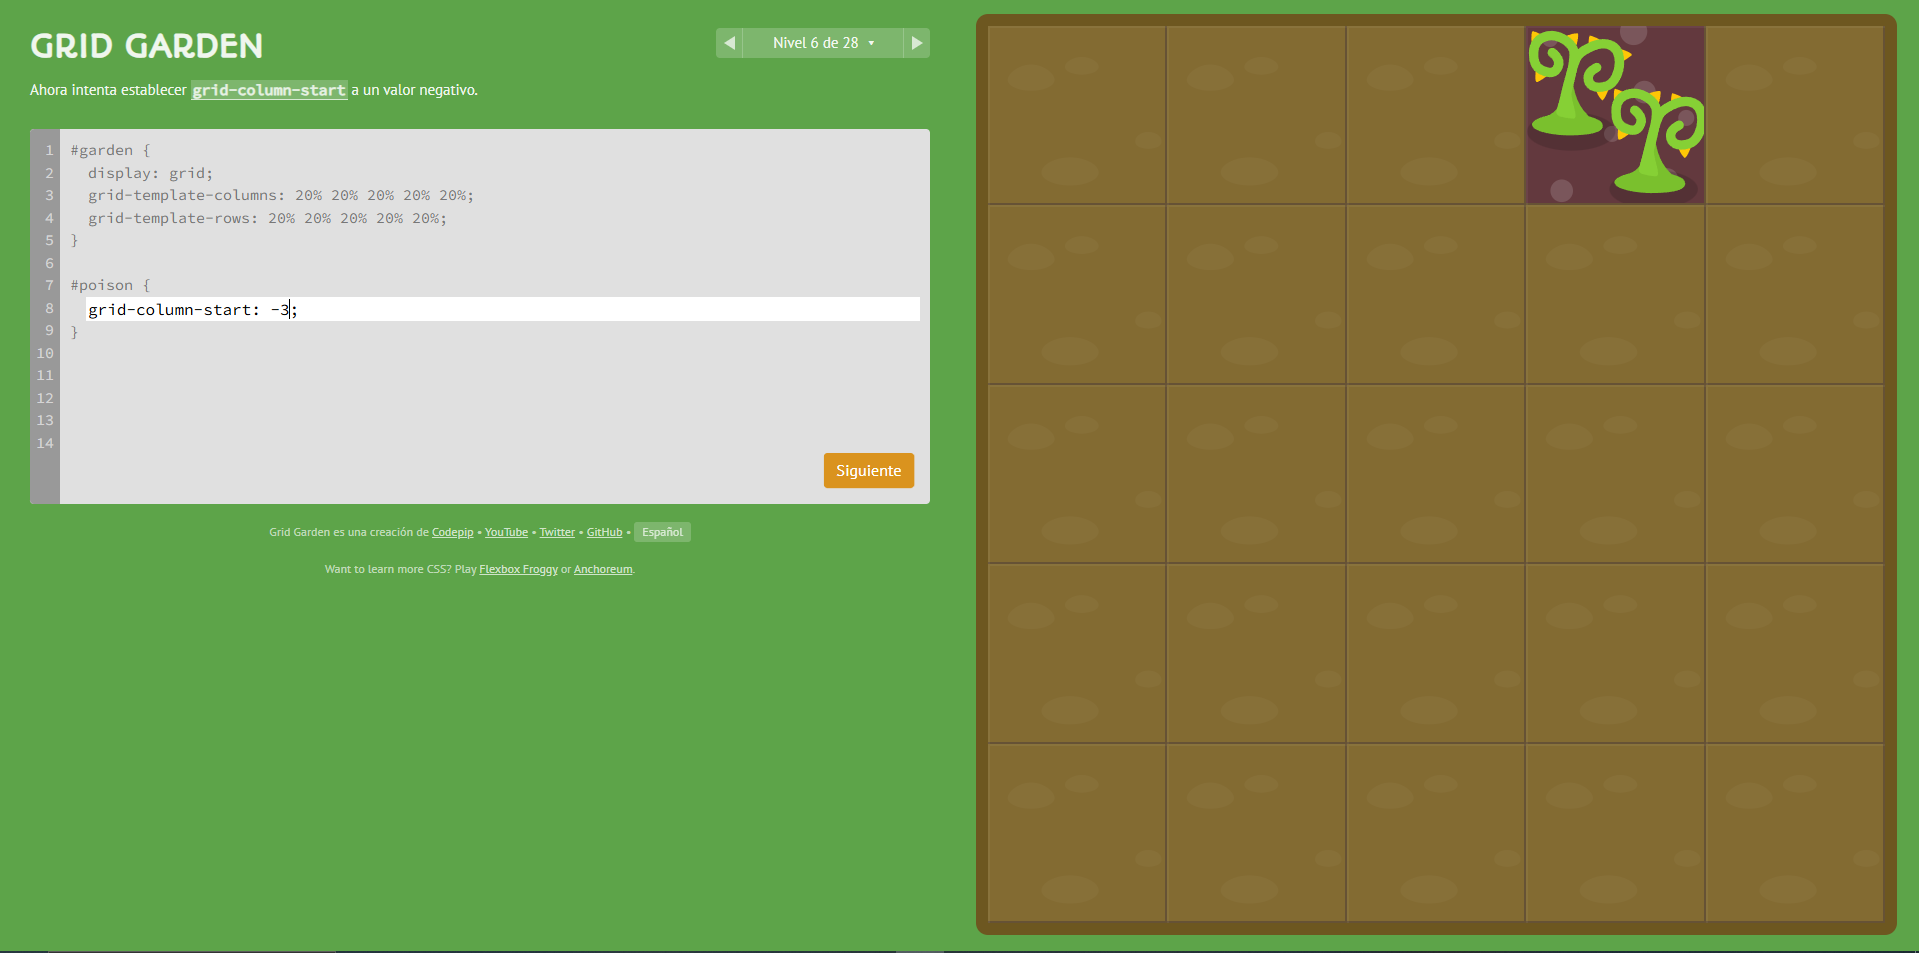 GRID GARDEN
◀ Nivel 6 de 28 ▾ ▶
Ahora intenta establecer grid-column-start a un valor negativo.
1 #garden {
2   display: grid;
3   grid-template-columns: 20% 20% 20% 20% 20%;
4   grid-template-rows: 20% 20% 20% 20% 20%;
5 }
6
7 #poison {
8   grid-column-start: -3;
9 }
10
11
12
13
14
Siguiente
Grid Garden es una creación de Codepip • YouTube • Twitter • GitHub • Español
Want to learn more CSS? Play Flexbox Froggy or Anchoreum.